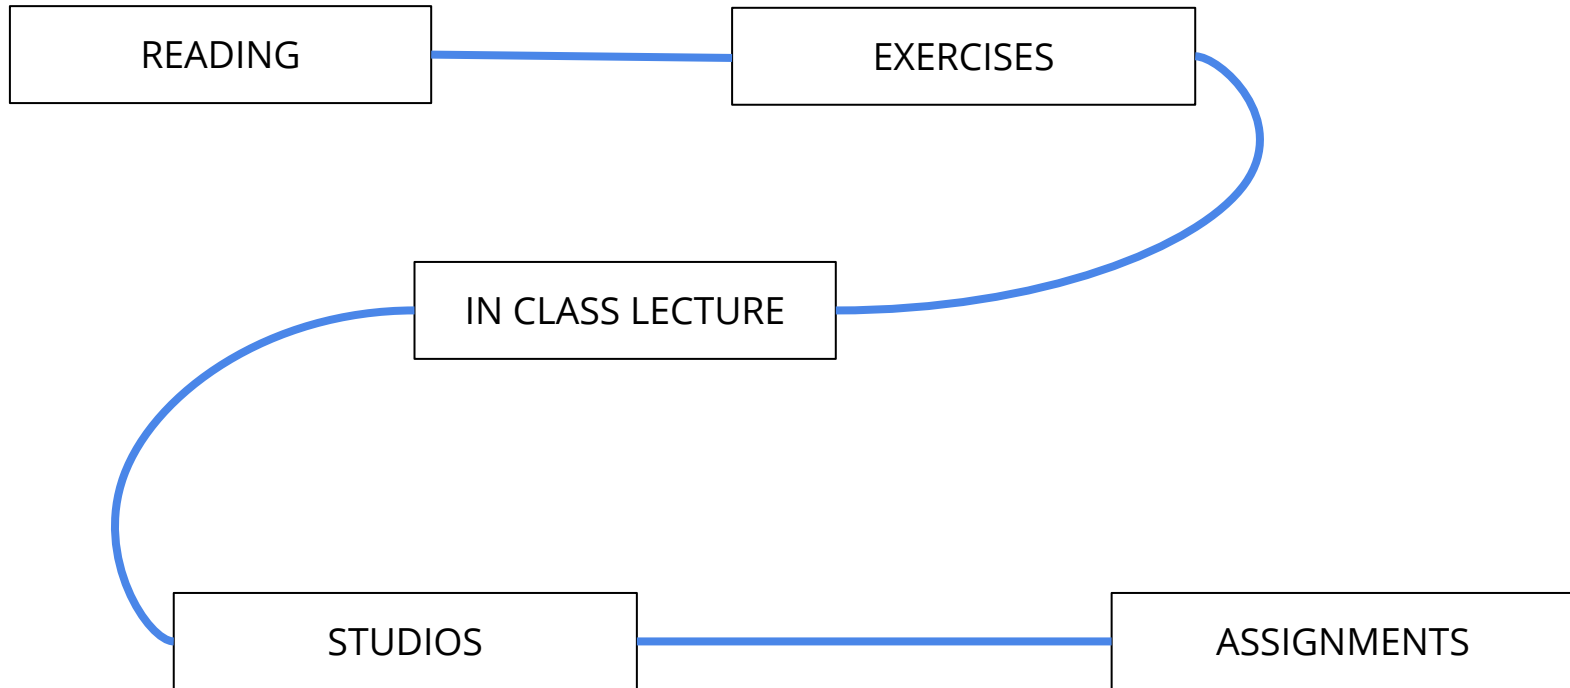 READING
EXERCISES
IN CLASS LECTURE
STUDIOS
ASSIGNMENTS